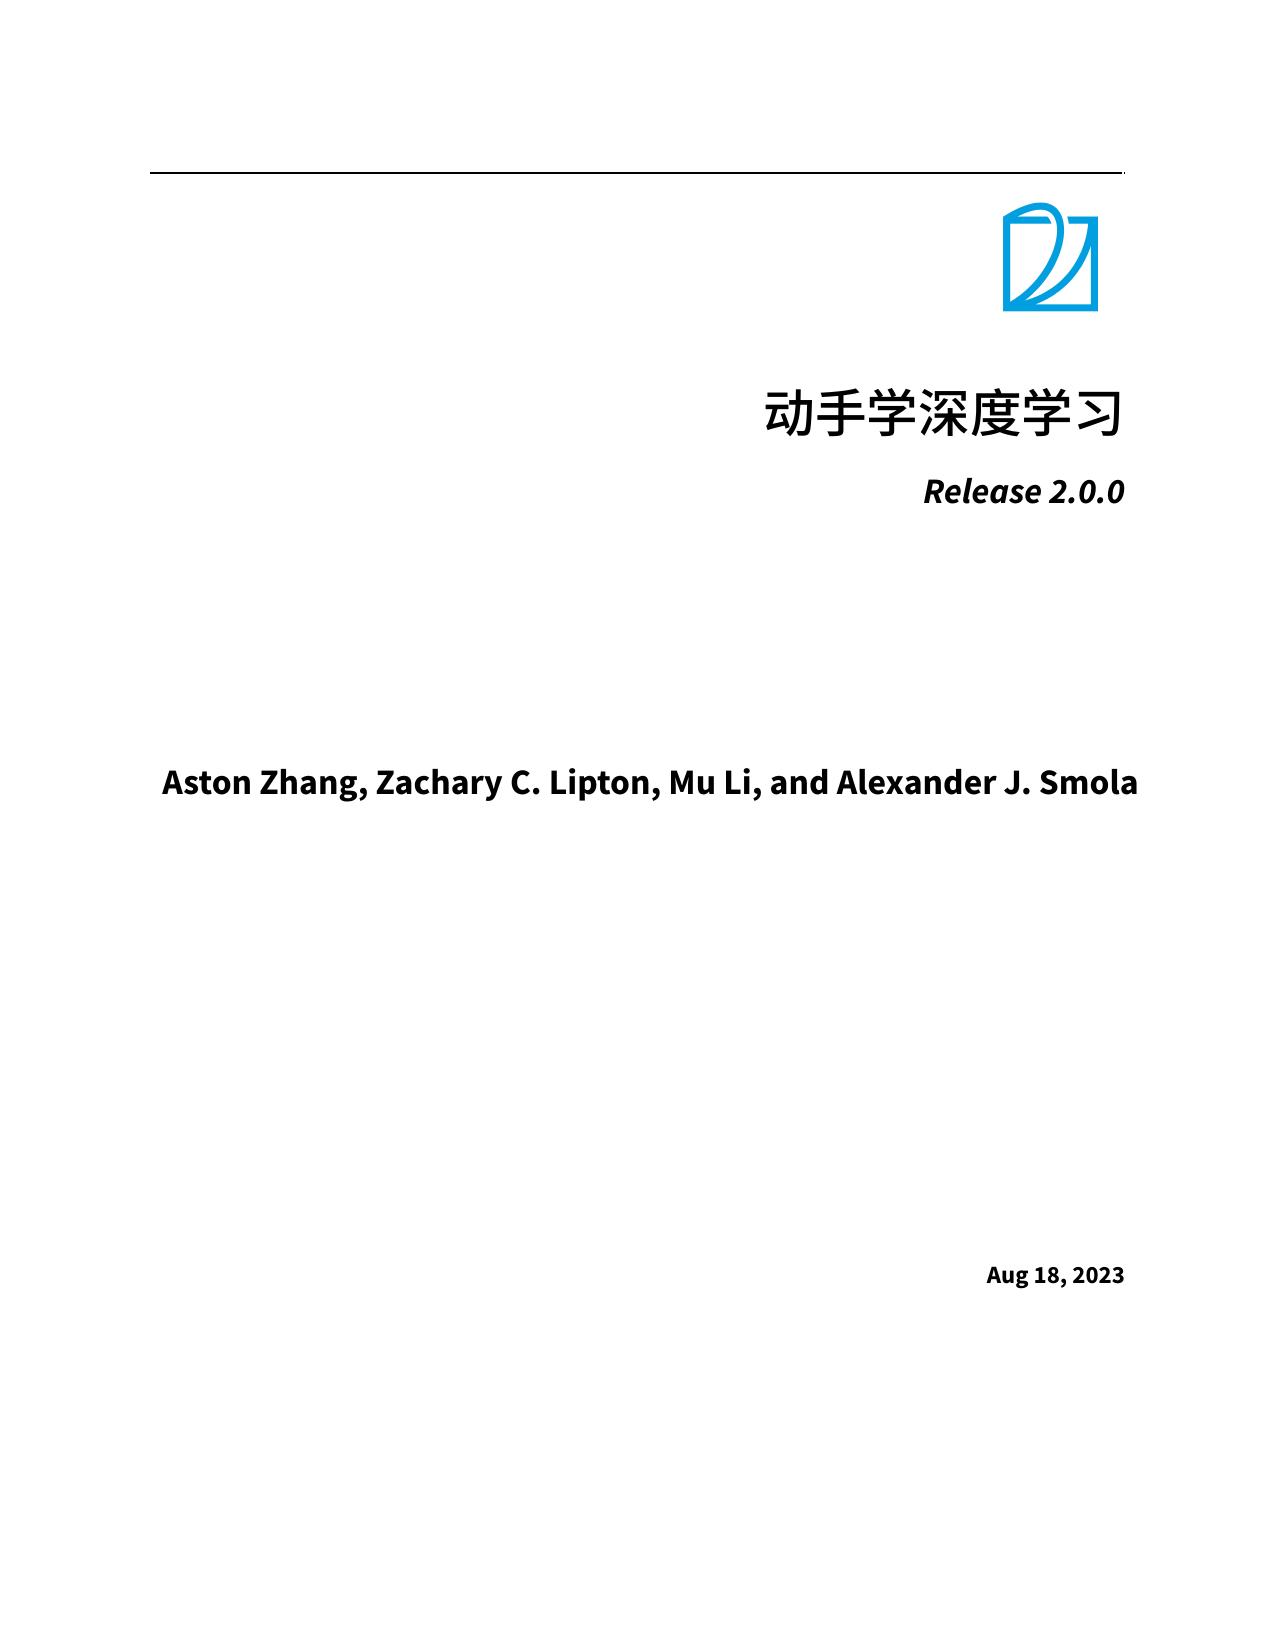 动手学深度学习
Release 2.0.0
Aston Zhang, Zachary C. Lipton, Mu Li, and Alexander J. Smola
Aug 18, 2023